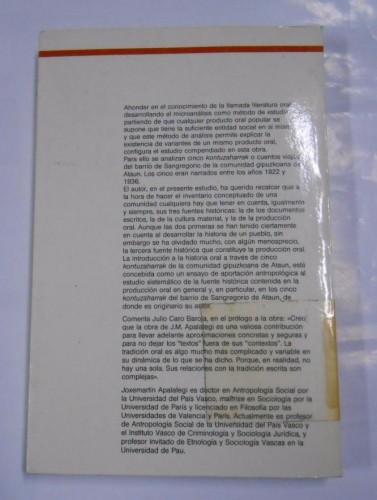 Ahondar en el conocimiento de la llamada literatura oral
desarrollando el microanálisis como método de estudio
partiendo de que cualquier producto oral popular se
supone que tiene la suficiente entidad social en sí mismo
y que este método de análisis permite explicar la
existencia de variantes de un mismo producto oral,
configura el estudio compendado en esta obra.
Para ello se analizan cinco kontuzaharrak o cuentos viejos
del barrio de Sangregorio de la comunidad gipuzkoana de
Ataun. Los cinco eran narrados entre los años 1922 y
1936.
El autor, en el presente estudio, ha querido recalcar que a
la hora de hacer el inventario conceptuado de una
comunidad cualquiera hay que tener en cuenta, igualmente
y siempre, sus tres fuentes históricas: la de los documentos
escritos, la de la cultura material, y la de la producción
oral. Aunque las dos primeras se han tenido ciertamente
en cuenta al desarrollar la historia de un pueblo, sin
embargo se ha olvidado mucho, con algún menosprecio,
la tercera fuente histórica que constituye la producción oral.
La introducción a la historia oral a través de cinco
kontuzaharrak de la comunidad gipuzkoana de Ataun, está
concebida como un ensayo de aportación antropológica al
estudio sistemático de la fuente histórica contenida en la
producción oral en general y, en particular, en los cinco
kontuzaharrak del barrio de Sangregorio de Ataun, de
donde es originario su autor.
Comenta Julio Caro Baroja, en el prólogo a la obra: «Creo
que la obra de J.M. Apalategi es una valiosa contribución
para llevar adelante aproximaciones concretas y seguras y
para no dejar los "textos" fuera de sus "contextos". La
tradición oral es algo mucho más complicado y variable en
su dinámica de lo que se ha dicho. Porque, en realidad, no
hay una sola. Sus relaciones con la tradición escrita son
complejas».
Joxemartin Apalategi es doctor en Antropología Social por
la Universidad del País Vasco, maîtrise en Sociología por la
Universidad de París y licenciado en Filosofía por las
Universidades de Valencia y París. Actualmente es profesor
de Antropología Social de la Universidad del País Vasco y
el Instituto Vasco de Criminología y Sociología Jurídica, y
profesor invitado de Etnología y Sociología Vascas en la
Universidad de Pau.